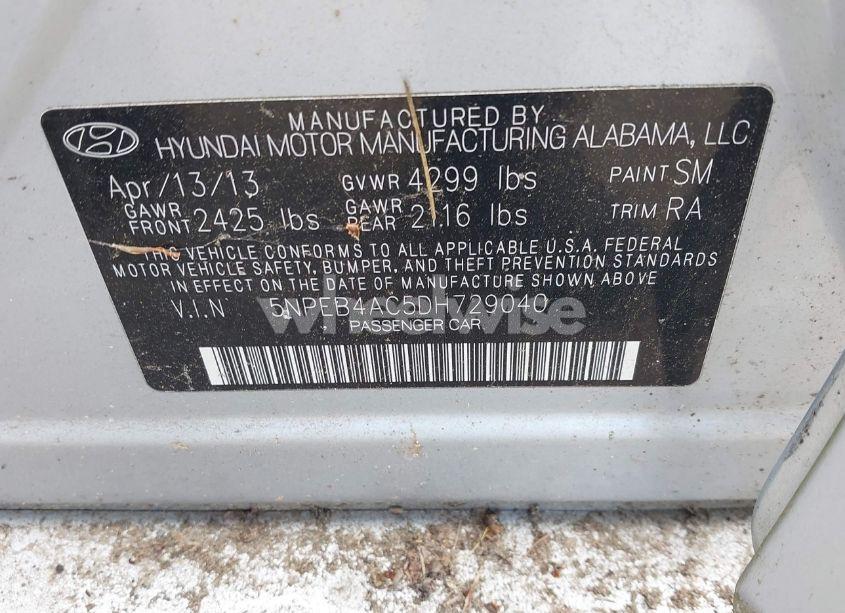 MANUFACTURED BY
HYUNDAI MOTOR MANUFACTURING ALABAMA, LLC
Apr/13/13 GVWR 4299 lbs PAINT SM
GAWR FRONT 2425 lbs GAWR REAR 2116 lbs TRIM RA
THIS VEHICLE CONFORMS TO ALL APPLICABLE U.S.A. FEDERAL
MOTOR VEHICLE SAFETY, BUMPER, AND THEFT PREVENTION STANDARDS
IN EFFECT ON THE DATE OF MANUFACTURE SHOWN ABOVE
V.I.N 5NPEB4AC5DH729040
PASSENGER CAR
wheelwise